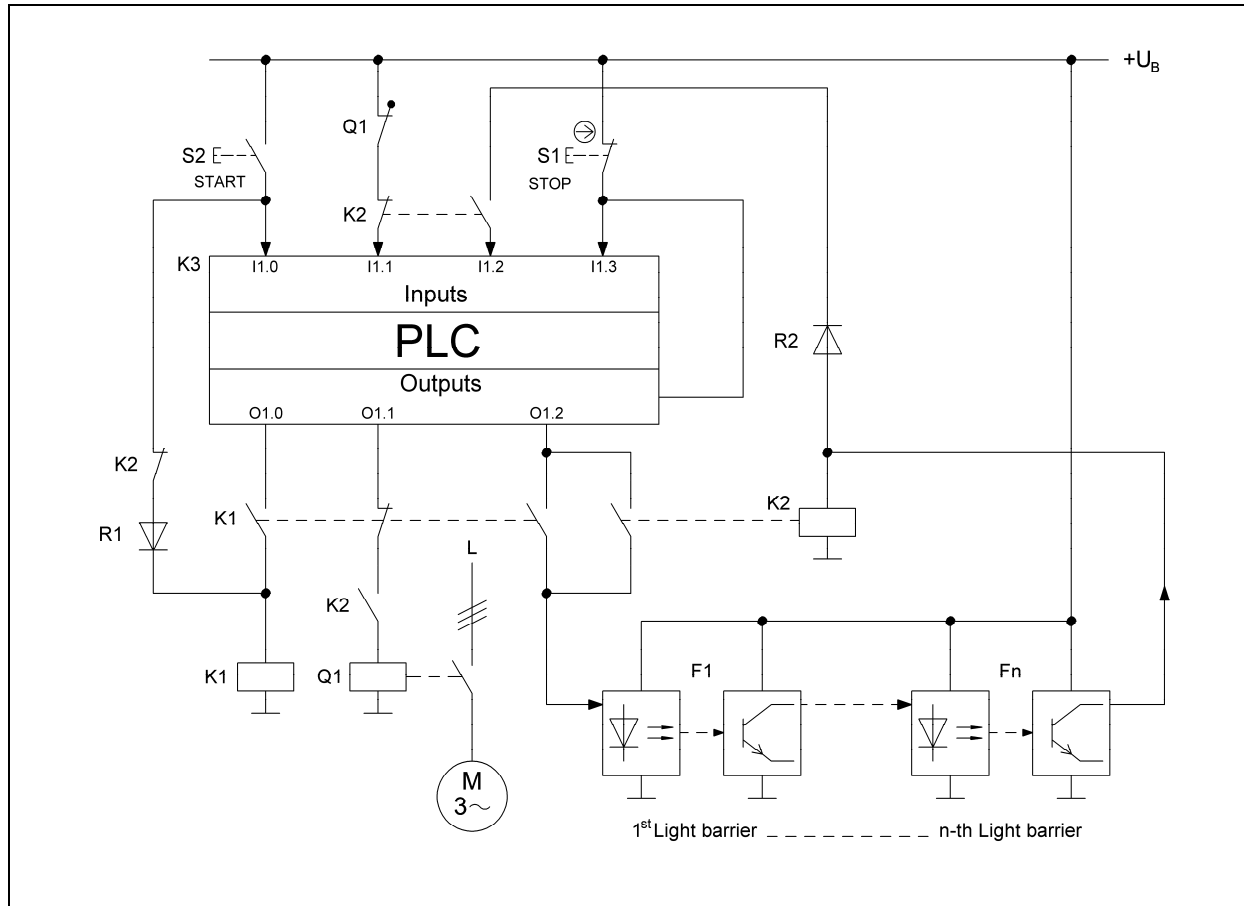 +UB
Q1
S2
START
S1
STOP
K2
K3
I1.0 I1.1 I1.2 I1.3
Inputs
PLC
Outputs
O1.0 O1.1 O1.2
R2
K2
R1
K1
K2
L
K2
K1
Q1
F1
Fn
M
3~
1st Light barrier
n-th Light barrier